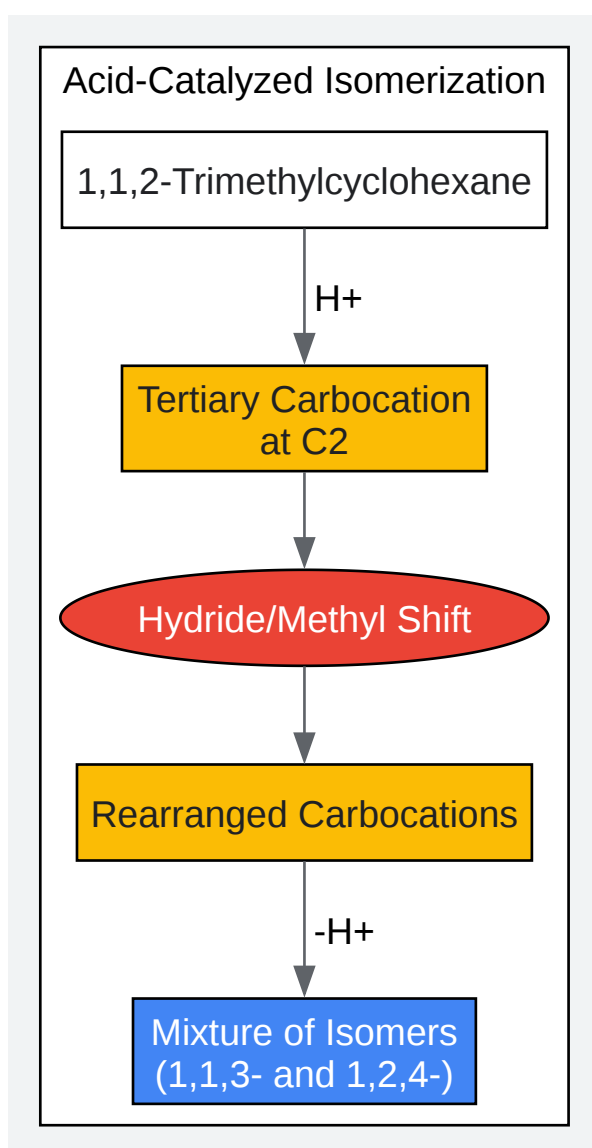 Acid-Catalyzed Isomerization
1,1,2-Trimethylcyclohexane
H+
Tertiary Carbocation
at C2
Hydride/Methyl Shift
Rearranged Carbocations
-H+
Mixture of Isomers
(1,1,3- and 1,2,4-)